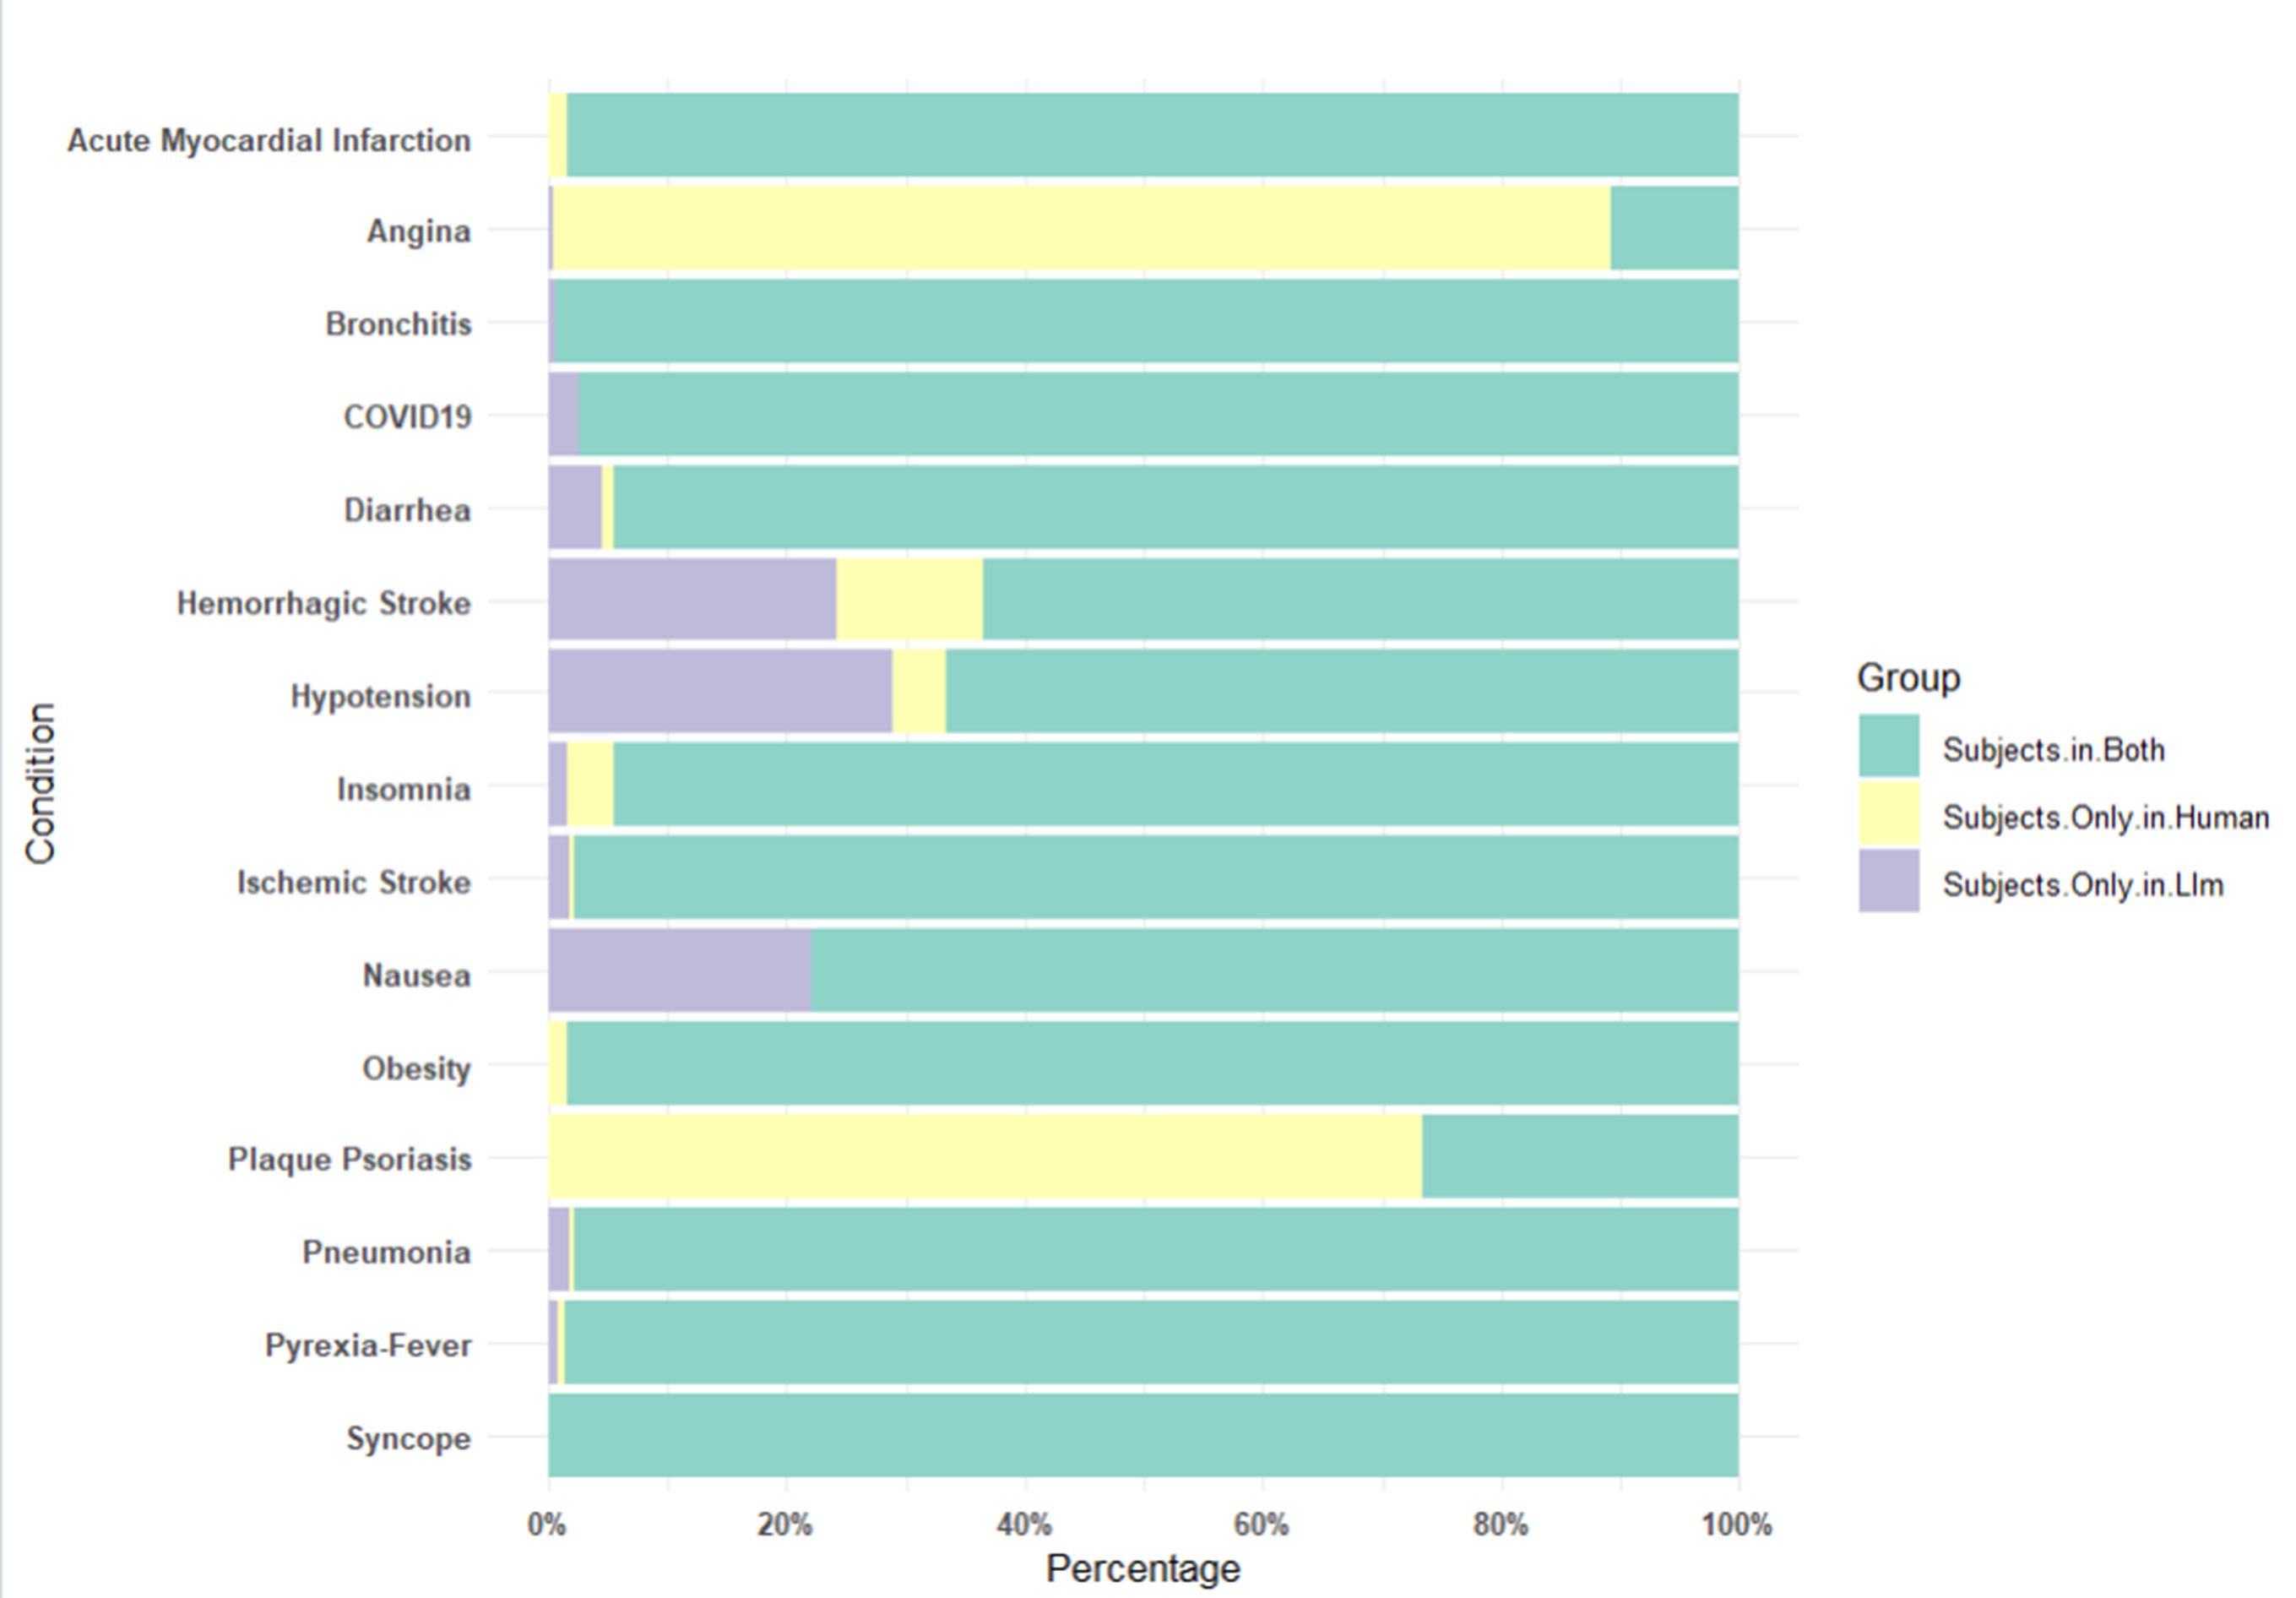 Acute Myocardial Infarction
Angina
Bronchitis
COVID19
Diarrhea
Hemorrhagic Stroke
Hypotension
Insomnia
Ischemic Stroke
Nausea
Obesity
Plaque Psoriasis
Pneumonia
Pyrexia-Fever
Syncope
Condition
0% 20% 40% 60% 80% 100%
Percentage
Group
Subjects.in.Both
Subjects.Only.in.Human
Subjects.Only.in.Llm